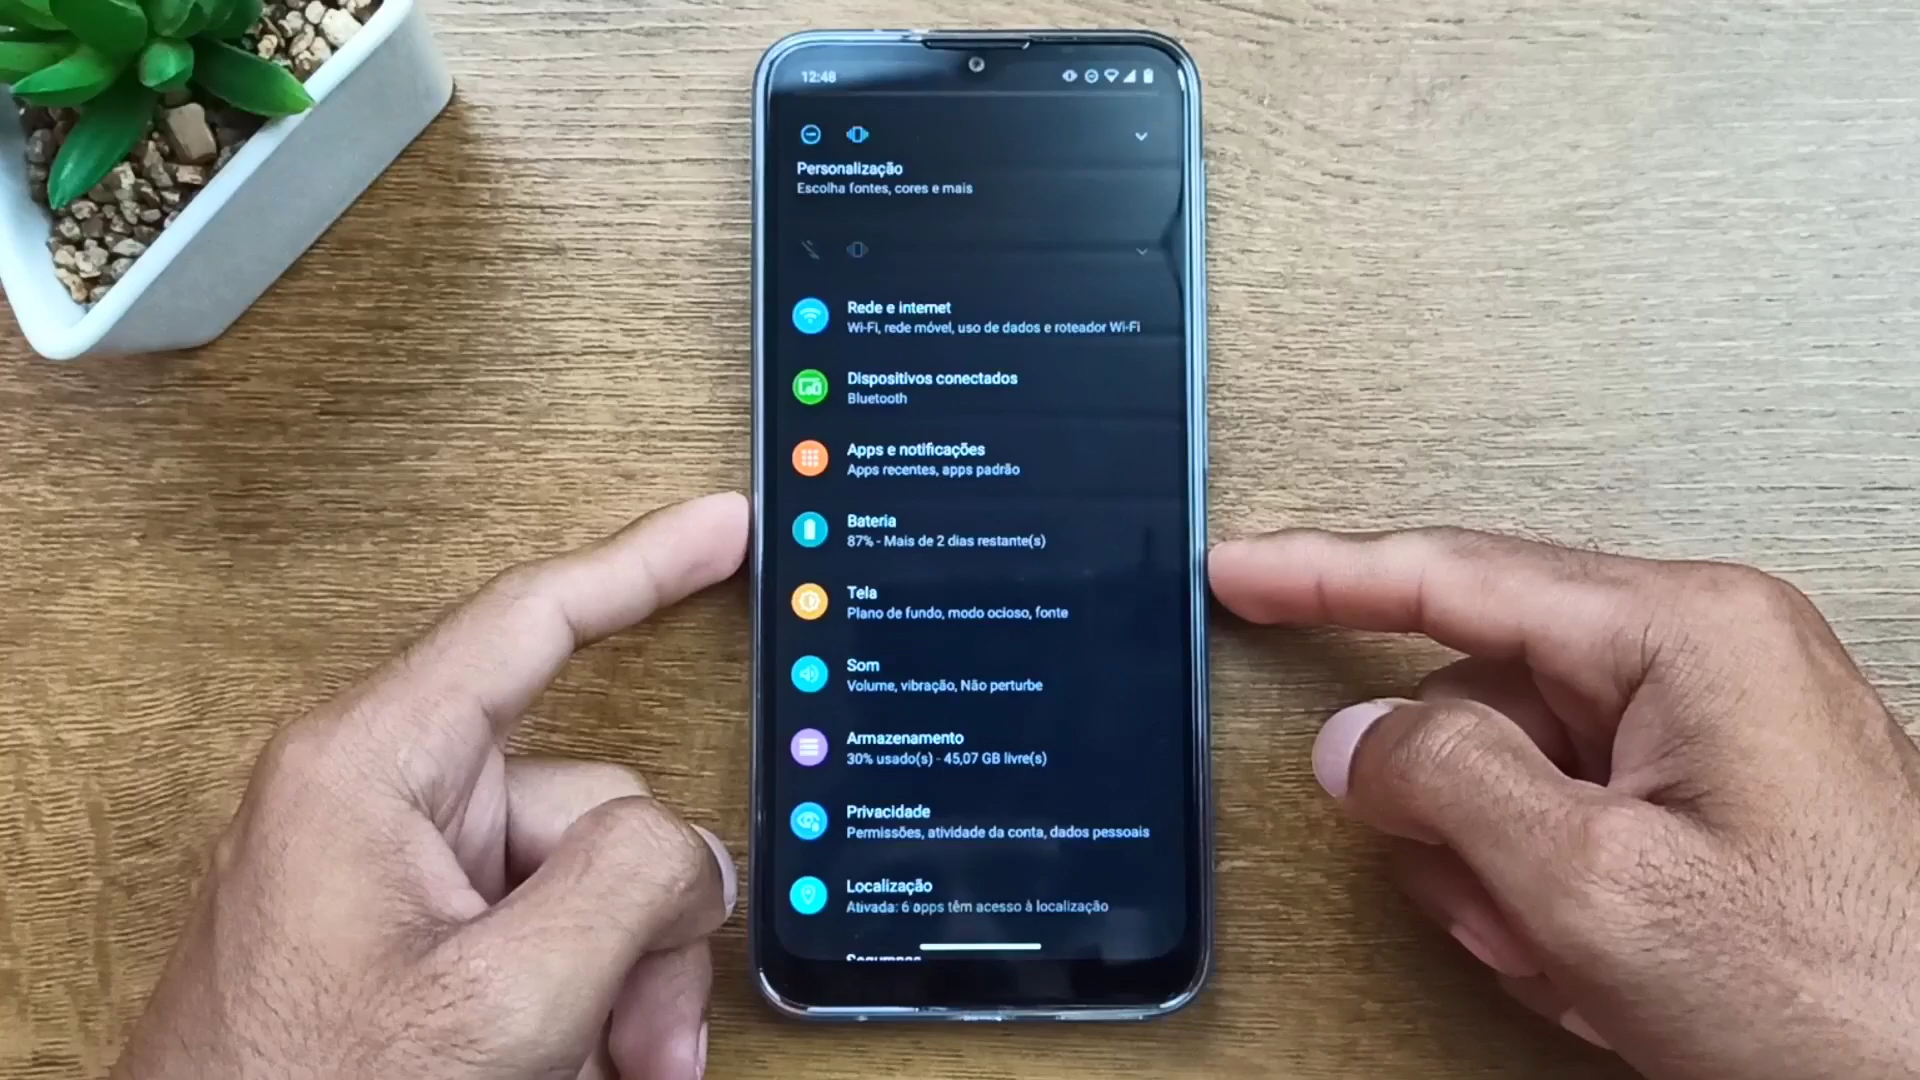 12:48
Personalização
Escolha fontes, cores e mais
Rede e internet
Wi-Fi, rede móvel, uso de dados e roteador Wi-Fi
Dispositivos conectados
Bluetooth
Apps e notificações
Apps recentes, apps padrão
Bateria
87% - Mais de 2 dias restante(s)
Tela
Plano de fundo, modo ocioso, fonte
Som
Volume, vibração, Não perturbe
Armazenamento
30% usado(s) - 45,07 GB livre(s)
Privacidade
Permissões, atividade da conta, dados pessoais
Localização
Ativada: 6 apps têm acesso à localização